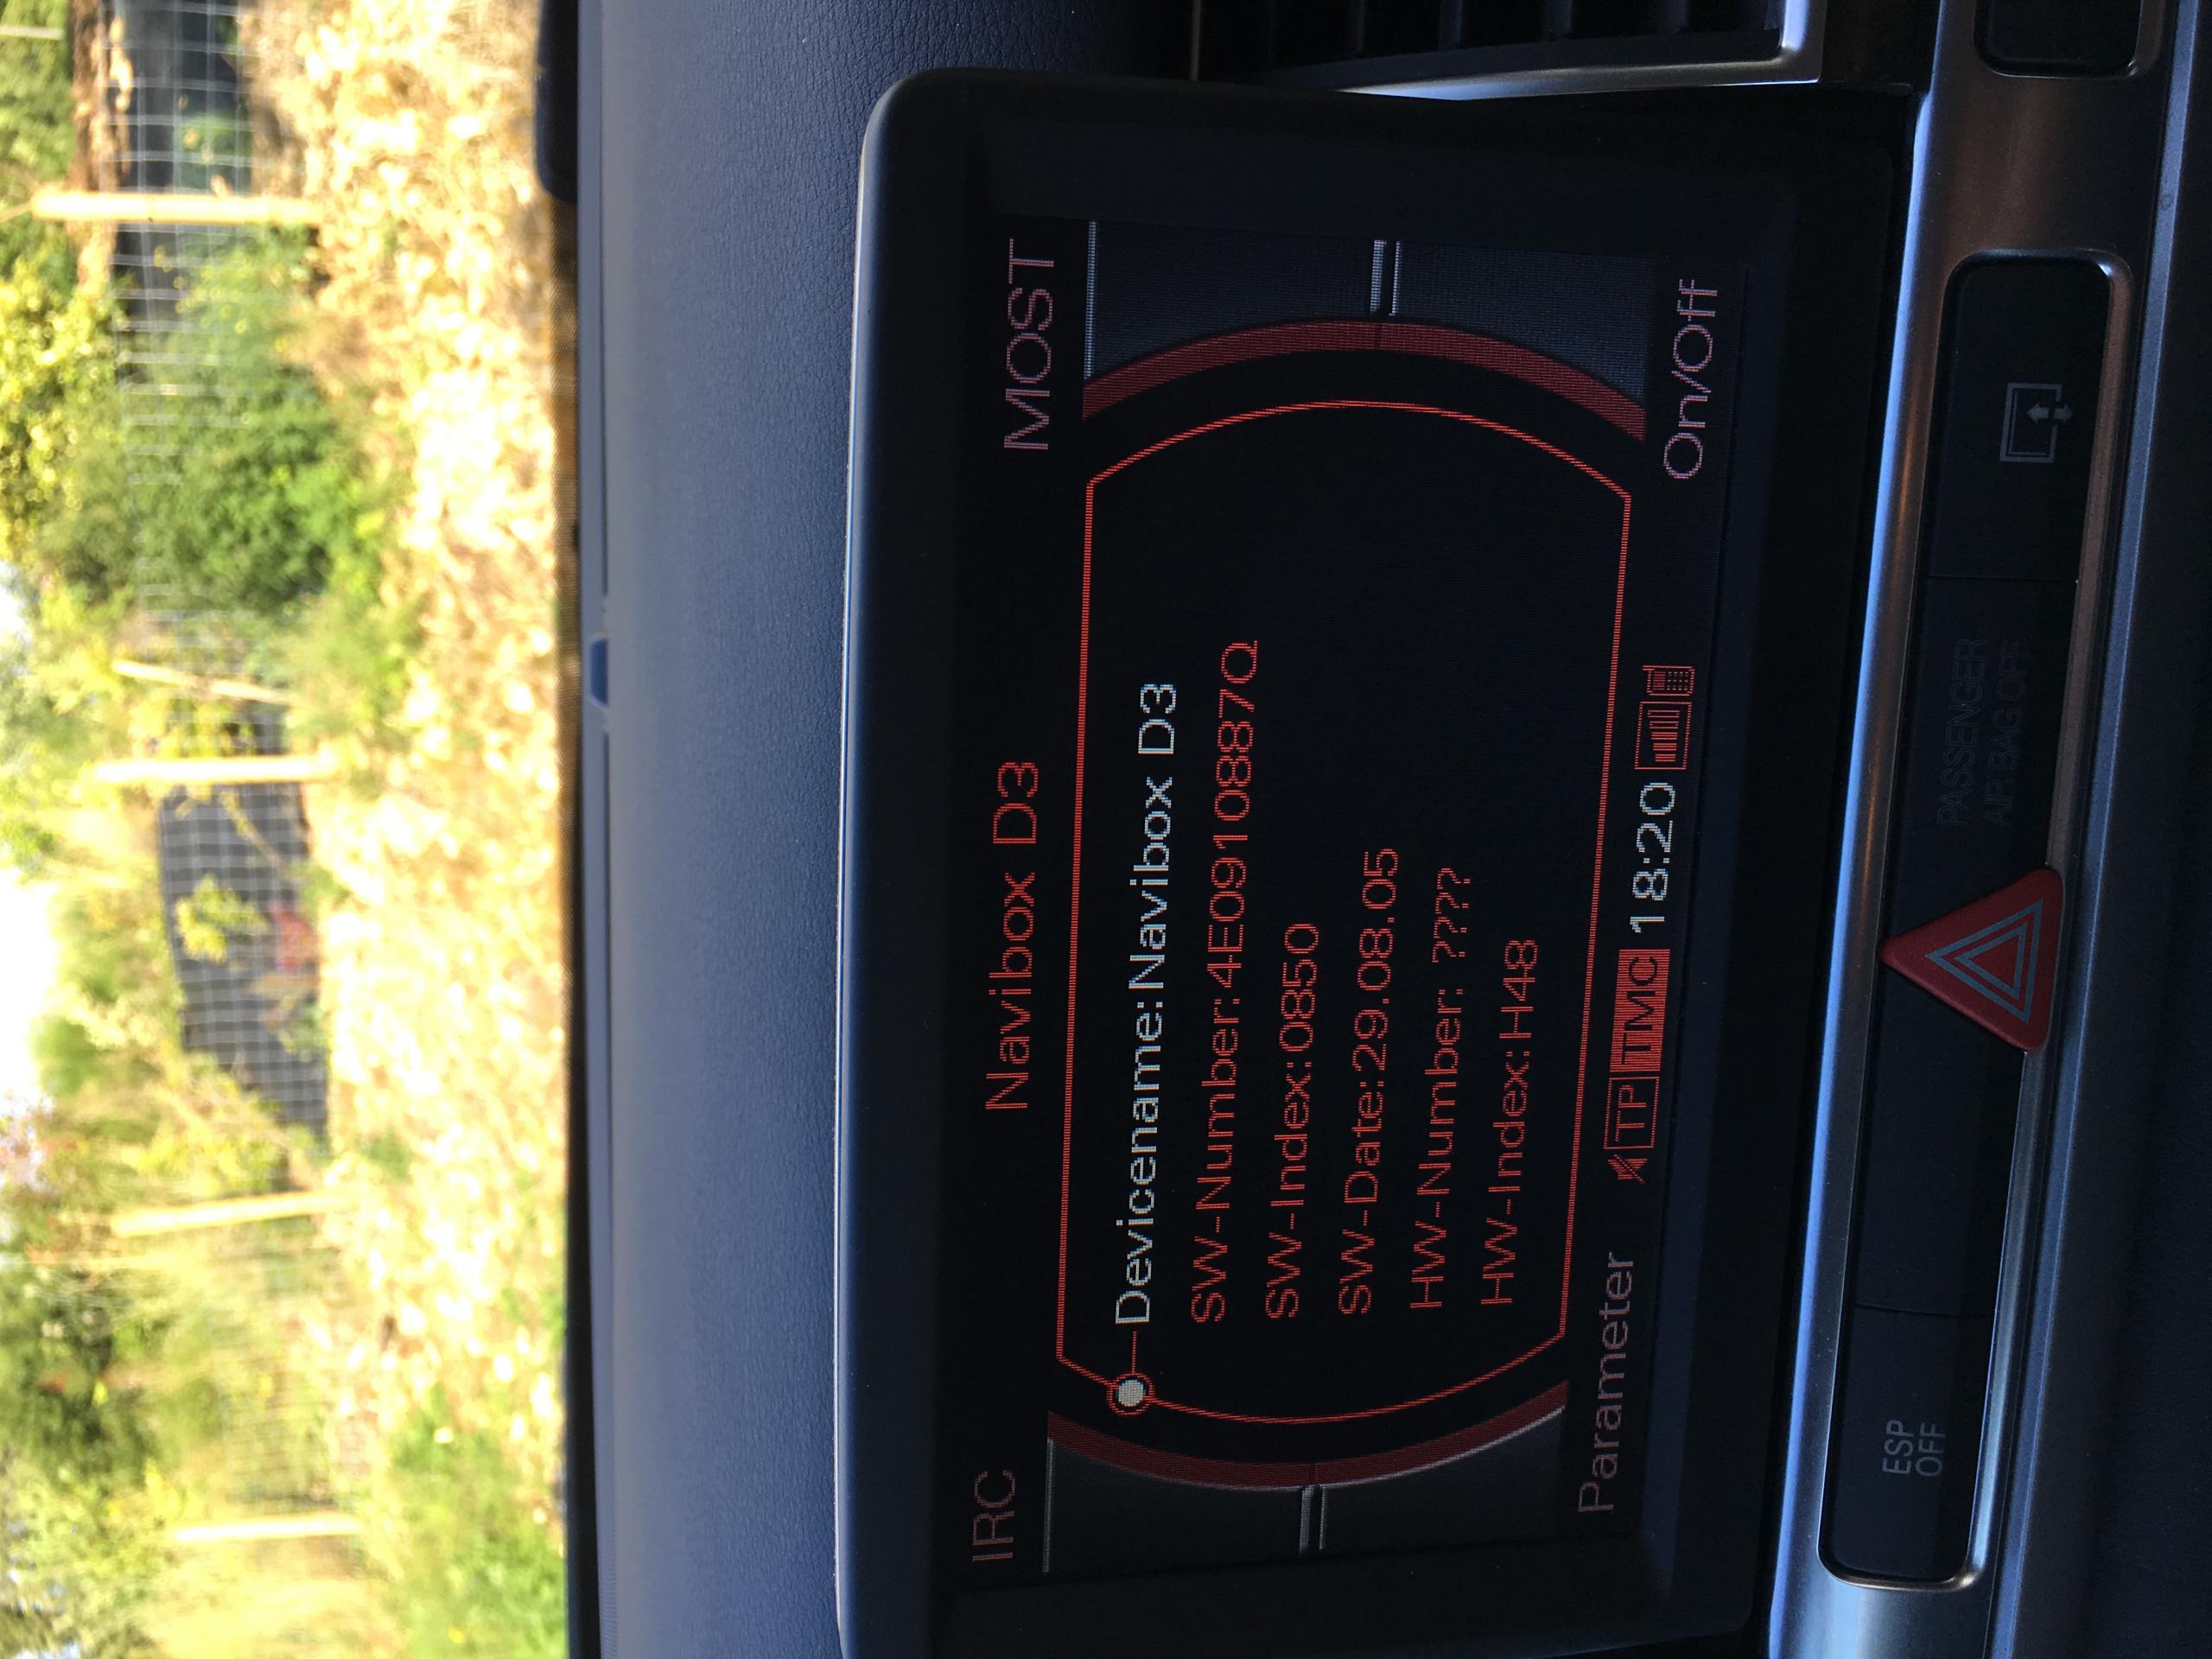 IRC Navibox D3 MOST
Devicename:Navibox D3
SW-Number:4E0910887Q
SW-Index:0850
SW-Date:29.08.05
HW-Number: ????
HW-Index:H48
Parameter TP TMC 18:20 On/Off
ESP
OFF
PASSENGER
AIR BAG OFF